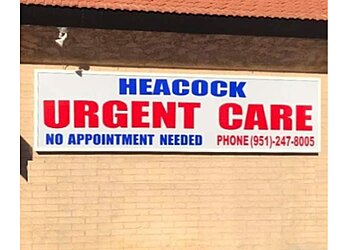 HEACOCK
URGENT CARE
NO APPOINTMENT NEEDED PHONE (951)-247-8005